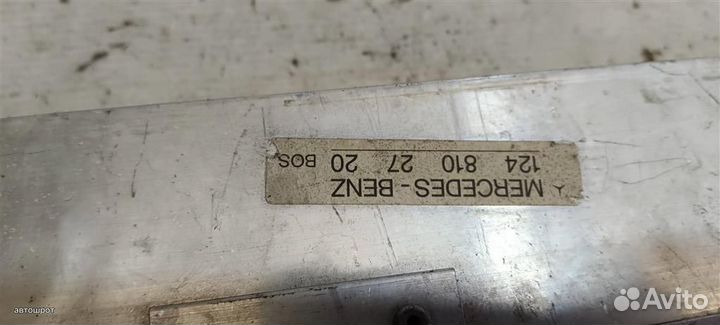 MERCEDES-BENZ
124 810 27 20 BOS
автошрот
Avito